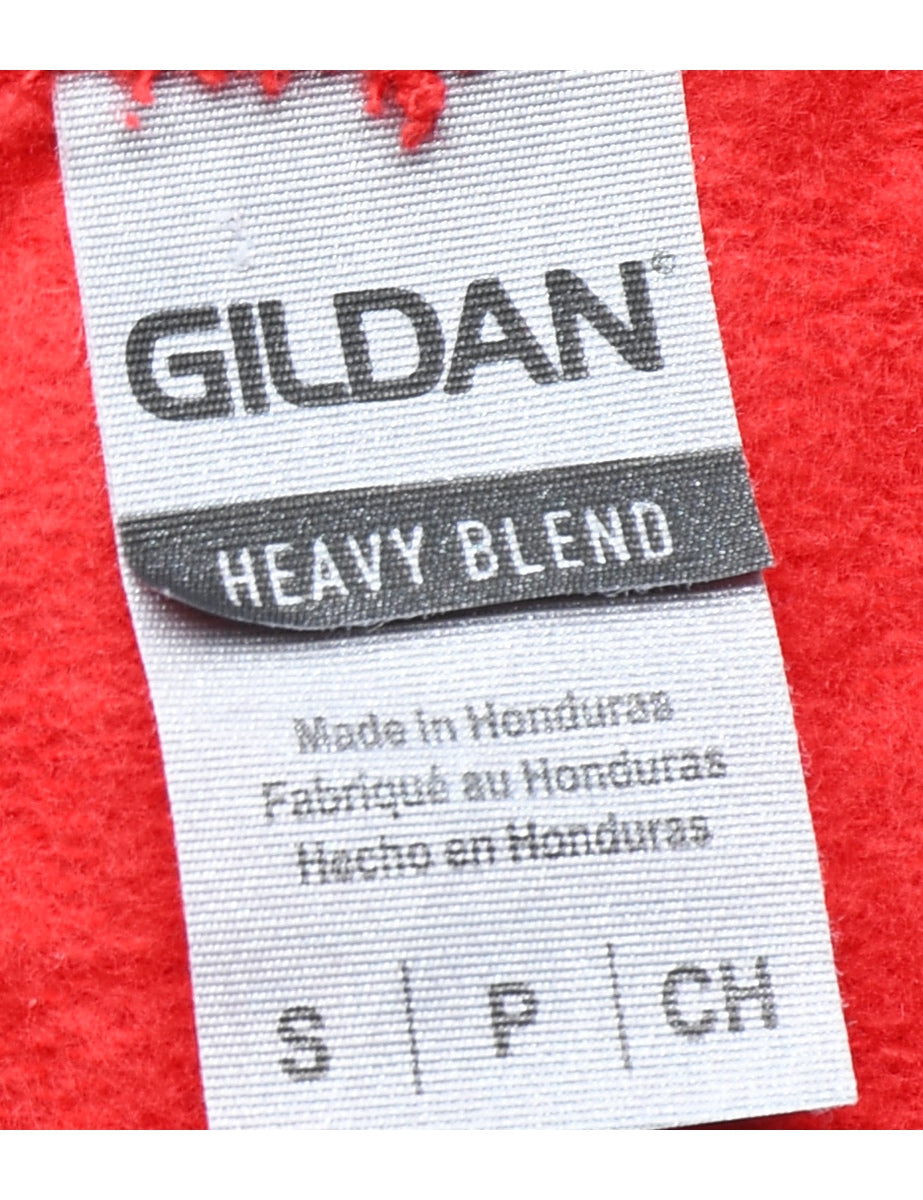 GILDAN®
HEAVY BLEND
Made in Honduras
Fabriqué au Honduras
Hecho en Honduras
S | P | CH